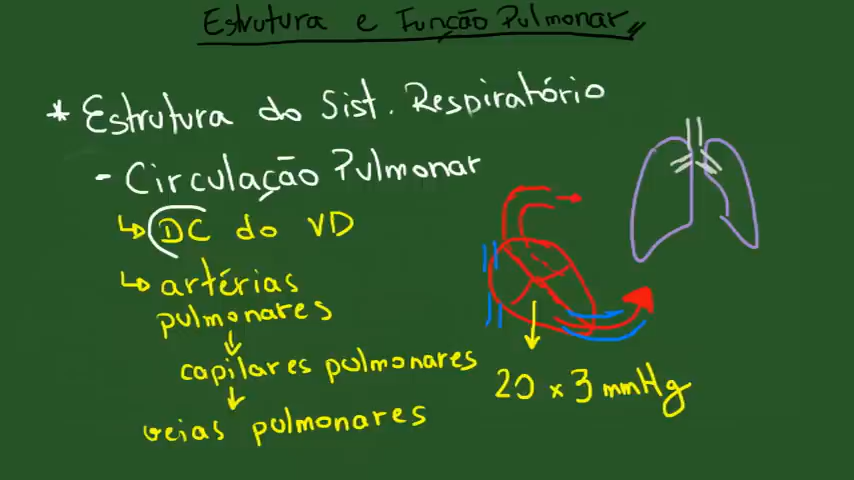 Estrutura e Função Pulmonar
* Estrutura do Sist. Respiratório
- Circulação Pulmonar
↳ DC do VD
↳ artérias
pulmonares
↓
capilares pulmonares
↓
veias pulmonares
20 x 3 mmHg